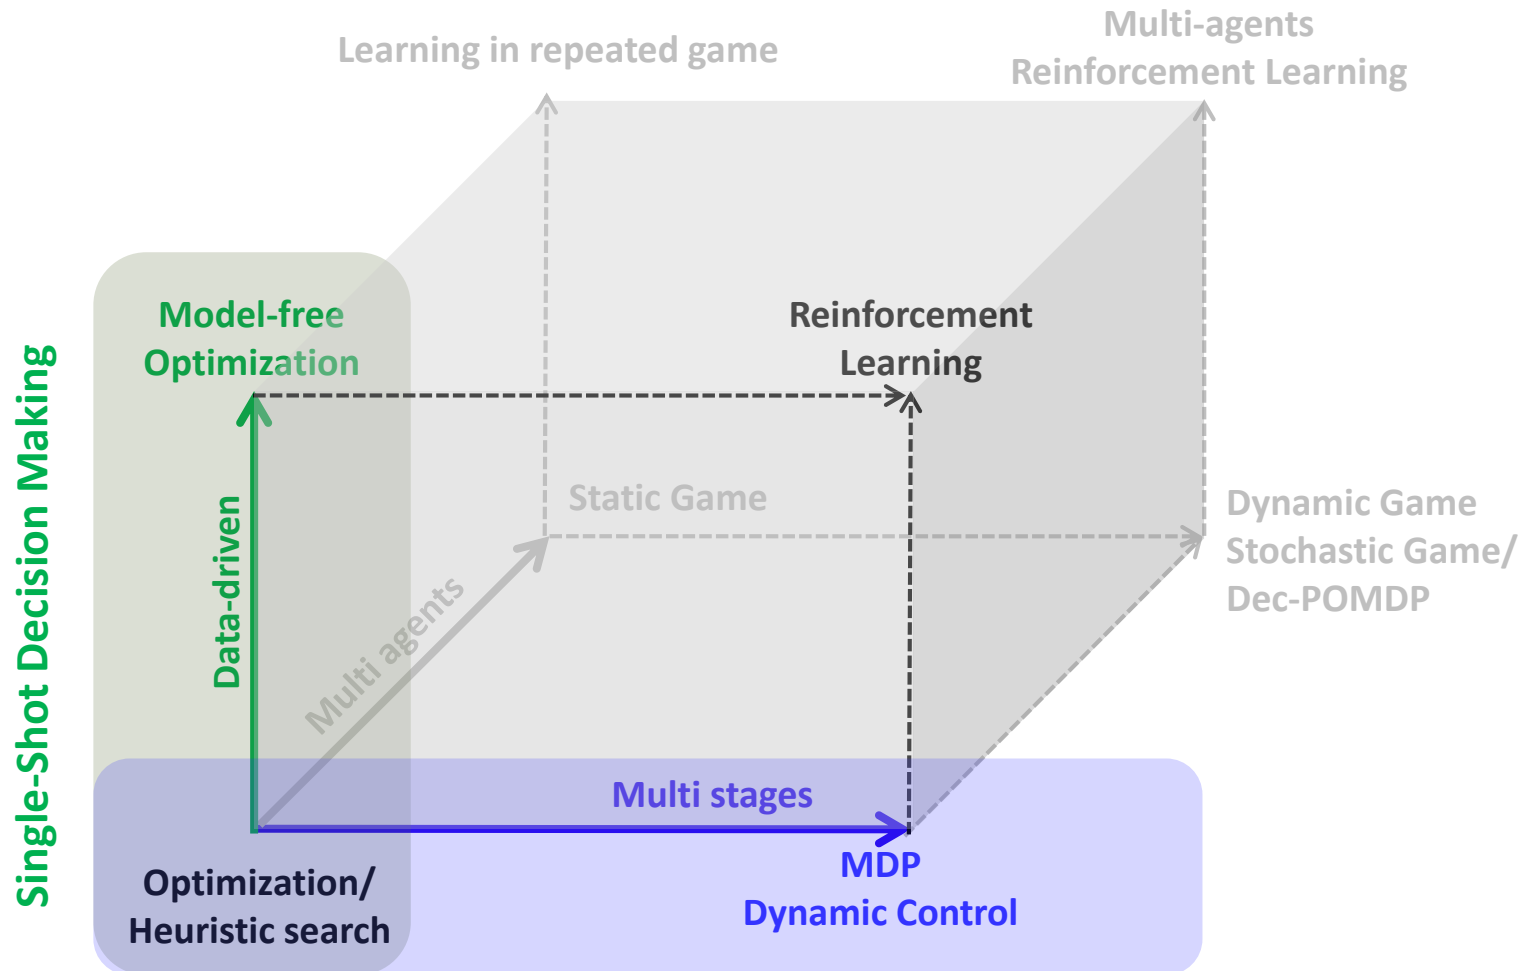 Learning in repeated game
Multi-agents
Reinforcement Learning
Single-Shot Decision Making
Model-free
Optimization
Reinforcement
Learning
Data-driven
Multi agents
Static Game
Dynamic Game
Stochastic Game/
Dec-POMDP
Multi stages
MDP
Dynamic Control
Optimization/
Heuristic search